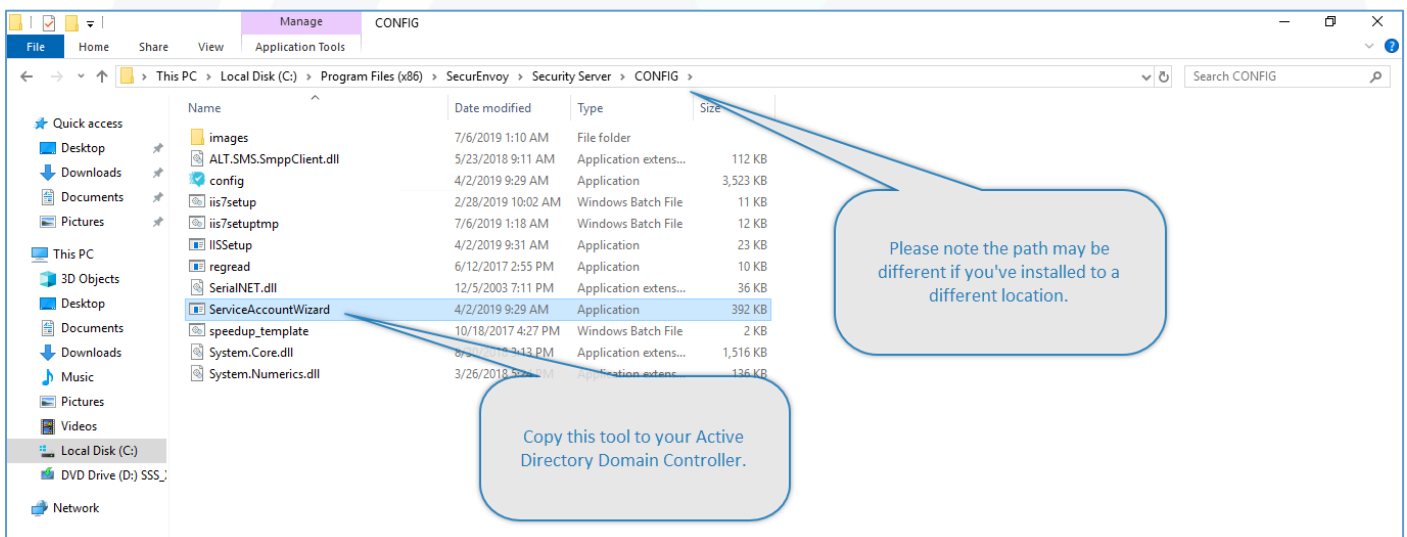 Manage CONFIG
File Home Share View Application Tools
This PC > Local Disk (C:) > Program Files (x86) > SecurEnvoy > Security Server > CONFIG >
Search CONFIG
Quick access
Desktop
Downloads
Documents
Pictures
This PC
3D Objects
Desktop
Documents
Downloads
Music
Pictures
Videos
Local Disk (C:)
DVD Drive (D:) SSS_
Network
Name Date modified Type Size
images 7/6/2019 1:10 AM File folder
ALT.SMS.SmppClient.dll 5/23/2018 9:11 AM Application extens... 112 KB
config 4/2/2019 9:29 AM Application 3,523 KB
iis7setup 2/28/2019 10:02 AM Windows Batch File 11 KB
iis7setuptmp 7/6/2019 1:18 AM Windows Batch File 12 KB
IISSetup 4/2/2019 9:31 AM Application 23 KB
regread 6/12/2017 2:55 PM Application 10 KB
SerialNET.dll 12/5/2003 7:11 PM Application extens... 36 KB
ServiceAccountWizard 4/2/2019 9:29 AM Application 392 KB
speedup_template 10/18/2017 4:27 PM Windows Batch File 2 KB
System.Core.dll PM Application extens... 1,516 KB
System.Numerics.dll 3/26/2018 PM Application extens... 136 KB
Please note the path may be
different if you've installed to a
different location.
Copy this tool to your Active
Directory Domain Controller.